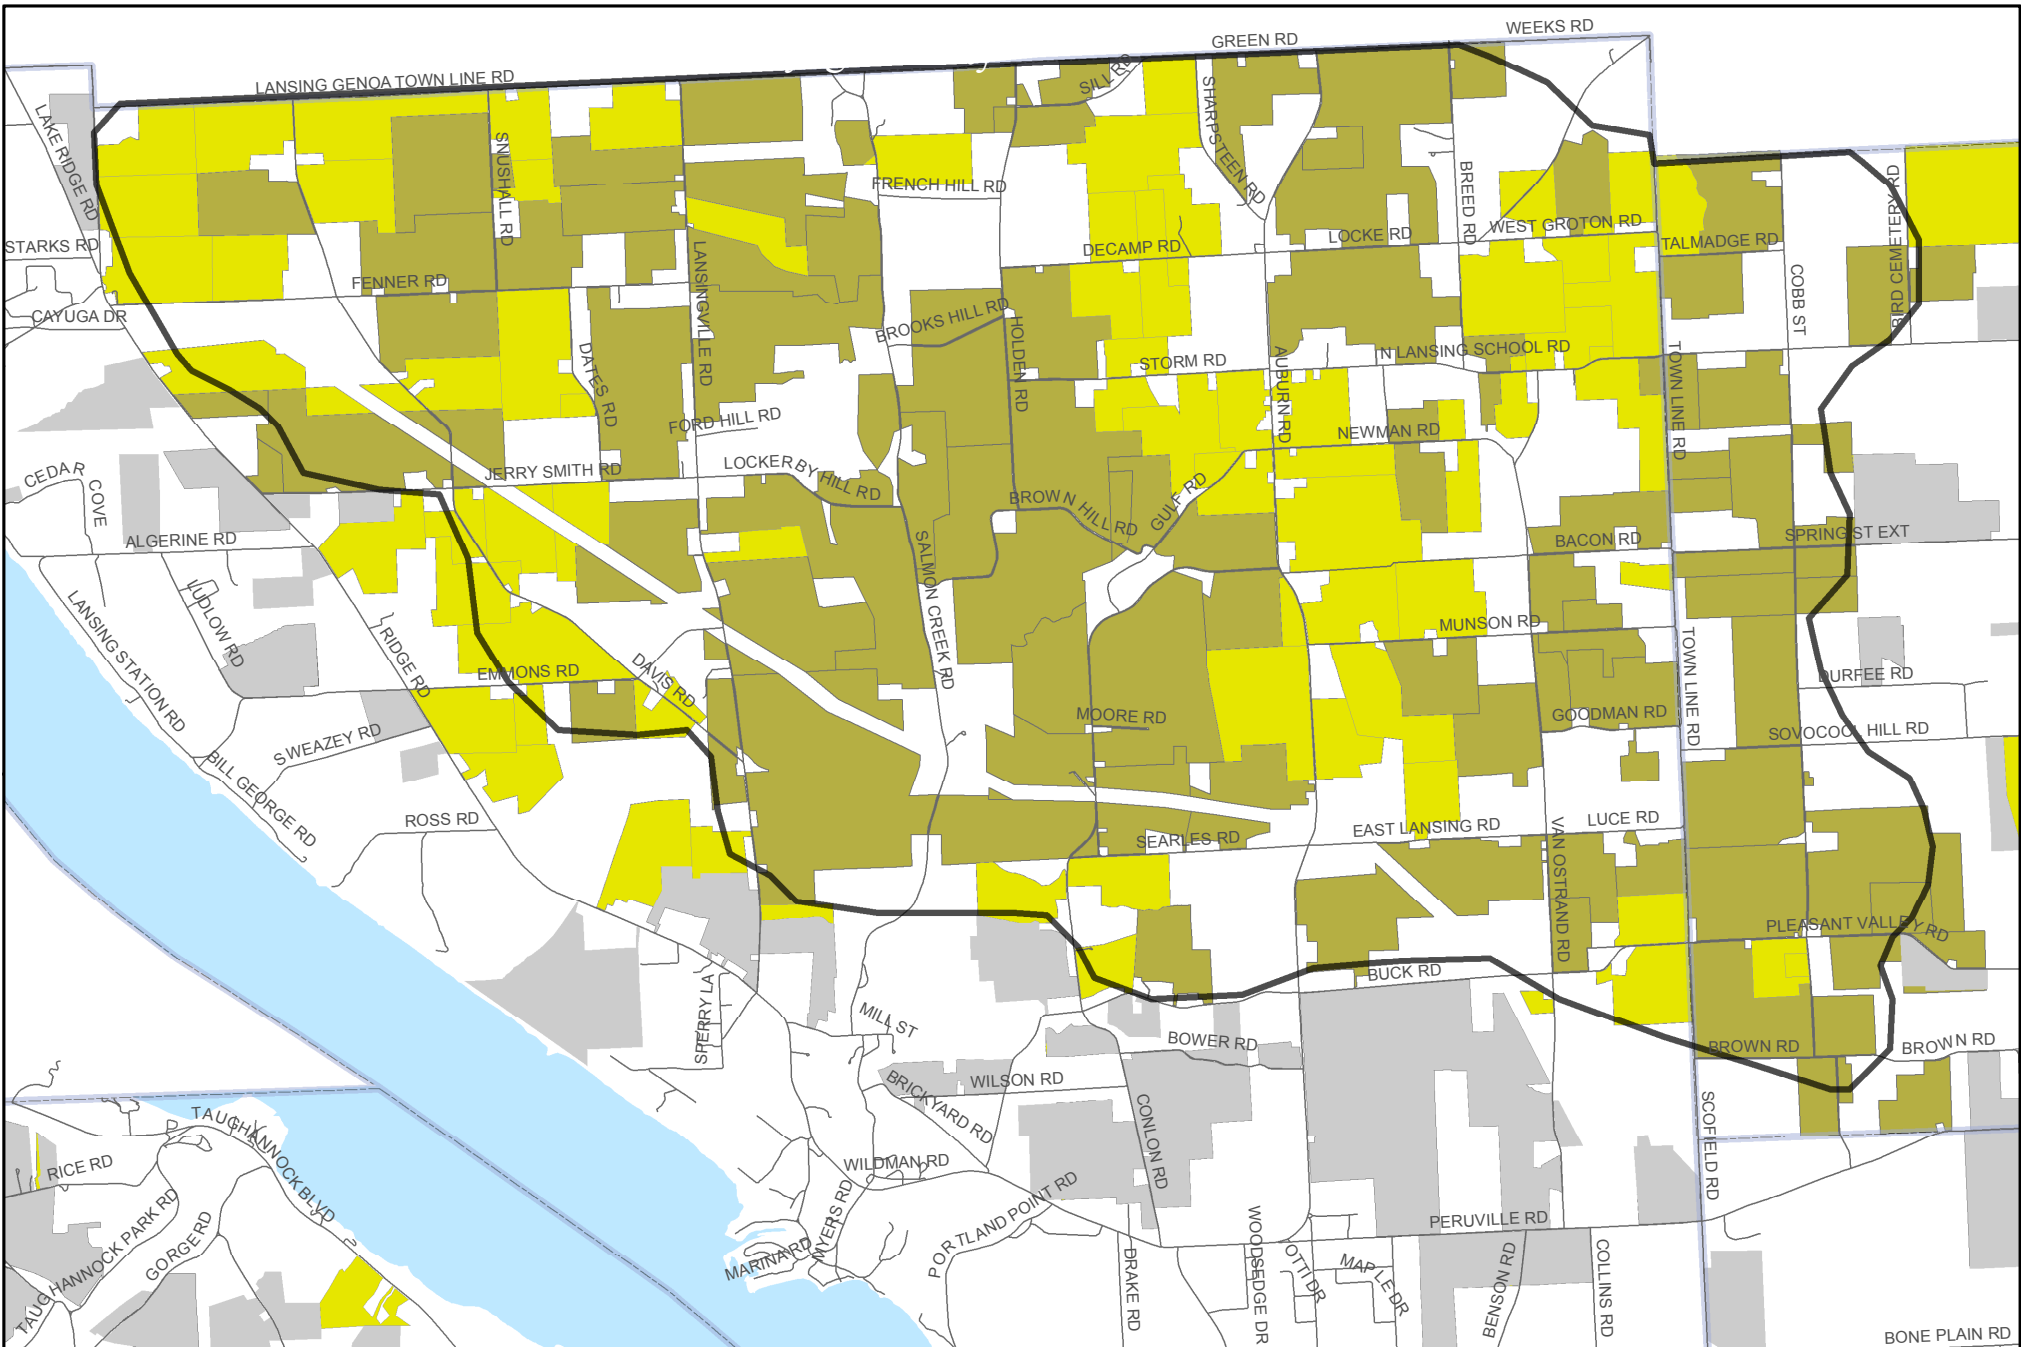 WEEKS RD
GREEN RD
LANSING GENOA TOWN LINE RD
SILL RD
LAKE RIDGE RD
SNUSHALL RD
SHARPSTEEN RD
BREED RD
FRENCH HILL RD
BIRD CEMETERY RD
STARKS RD
DECAMP RD
LOCKE RD
WEST GROTON RD
TALMADGE RD
FENNER RD
LANSINGVILLE RD
COBB ST
CAYUGA DR
BROOKS HILL RD
HOLDEN RD
DATES RD
STORM RD
AUBURN RD
N LANSING SCHOOL RD
TOWN LINE RD
FORD HILL RD
NEWMAN RD
CEDAR COVE
JERRY SMITH RD
LOCKERBY HILL RD
BROWN HILL RD
GULF RD
ALGERINE RD
SALMON CREEK RD
BACON RD
SPRING ST EXT
LUDLOW RD
LANSING STATION RD
RIDGE RD
MUNSON RD
TOWN LINE RD
EMMONS RD
DAVIS RD
DURFEE RD
MOORE RD
GOODMAN RD
SWEAZEY RD
SOVOCOOL HILL RD
BILL GEORGE RD
ROSS RD
SEARLES RD
EAST LANSING RD
VAN OSTRAND RD
LUCE RD
PLEASANT VALLEY RD
SPERRY LA
BUCK RD
MILL ST
BOWER RD
BROWN RD
BROWN RD
BRICKYARD RD
WILSON RD
CONLON RD
SCOFIELD RD
TAUGHANNOCK BLVD
RICE RD
WILDMAN RD
TAUGHANNOCK PARK RD
GORGE RD
MYERS RD
MARINA RD
PORTLAND POINT RD
PERUVILLE RD
DRAKE RD
WOODSEDGE DR
OTTI DR
MAPLE DR
BENSON RD
COLLINS RD
BONE PLAIN RD